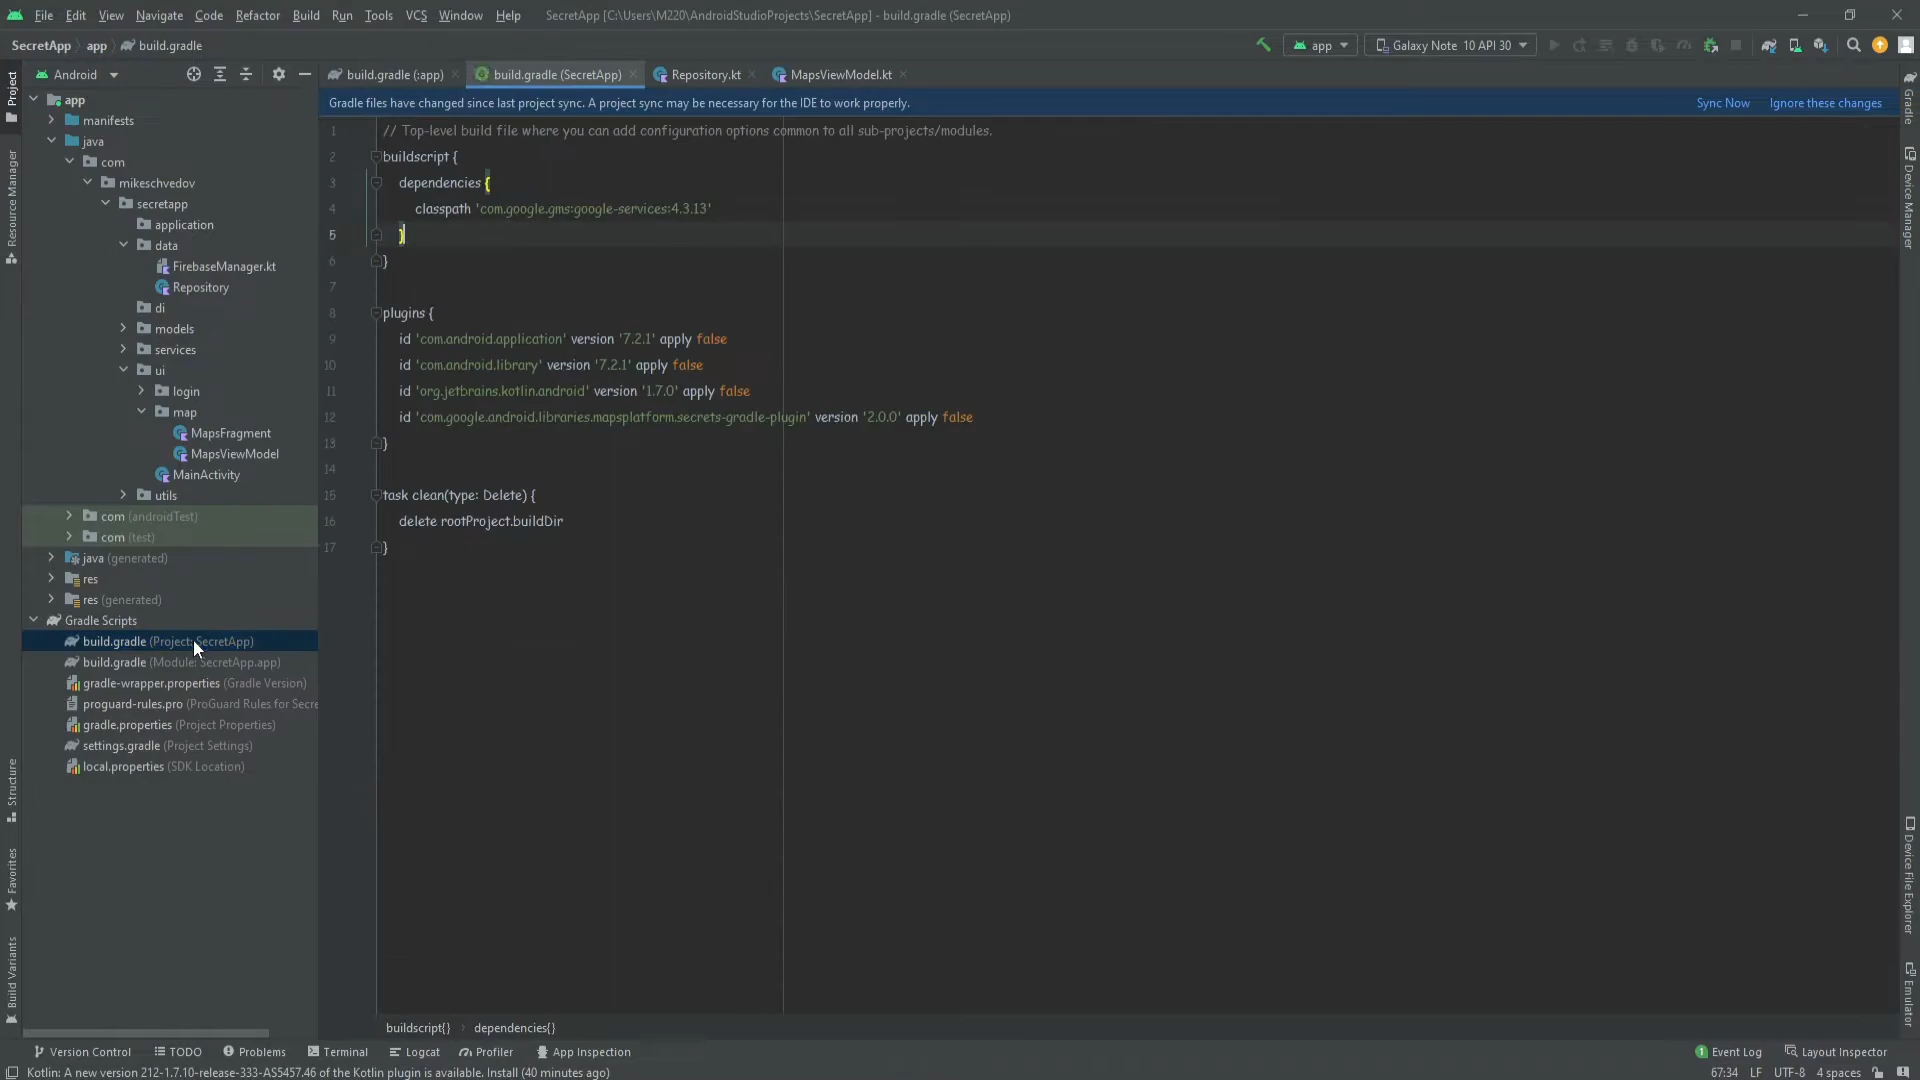 File Edit View Navigate Code Refactor Build Run Tools VCS Window Help SecretApp [C:\Users\M220\AndroidStudioProjects\SecretApp] - build.gradle (SecretApp)
SecretApp app build.gradle app Galaxy Note 10 API 30
Android build.gradle (:app) build.gradle (SecretApp) Repository.kt MapsViewModel.kt
Gradle files have changed since last project sync. A project sync may be necessary for the IDE to work properly. Sync Now Ignore these changes
Project
Resource Manager
Structure
Favorites
Build Variants
app
manifests
java
com
mikeschvedov
secretapp
application
data
FirebaseManager.kt
Repository
di
models
services
ui
login
map
MapsFragment
MapsViewModel
MainActivity
utils
com (androidTest)
com (test)
java (generated)
res
res (generated)
Gradle Scripts
build.gradle (Project: SecretApp)
build.gradle (Module: SecretApp.app)
gradle-wrapper.properties (Gradle Version)
proguard-rules.pro (ProGuard Rules for Secre
gradle.properties (Project Properties)
settings.gradle (Project Settings)
local.properties (SDK Location)
1 // Top-level build file where you can add configuration options common to all sub-projects/modules.
2 buildscript {
3 dependencies {
4 classpath 'com.google.gms:google-services:4.3.13'
5 }
6 }
7
8 plugins {
9 id 'com.android.application' version '7.2.1' apply false
10 id 'com.android.library' version '7.2.1' apply false
11 id 'org.jetbrains.kotlin.android' version '1.7.0' apply false
12 id 'com.google.android.libraries.mapsplatform.secrets-gradle-plugin' version '2.0.0' apply false
13 }
14
15 task clean(type: Delete) {
16 delete rootProject.buildDir
17 }
Gradle
Device Manager
Device File Explorer
Emulator
buildscript{} dependencies{}
Version Control TODO Problems Terminal Logcat Profiler App Inspection 1 Event Log Layout Inspector
Kotlin: A new version 212-1.7.10-release-333-AS5457.46 of the Kotlin plugin is available. Install (40 minutes ago) 67:34 LF UTF-8 4 spaces